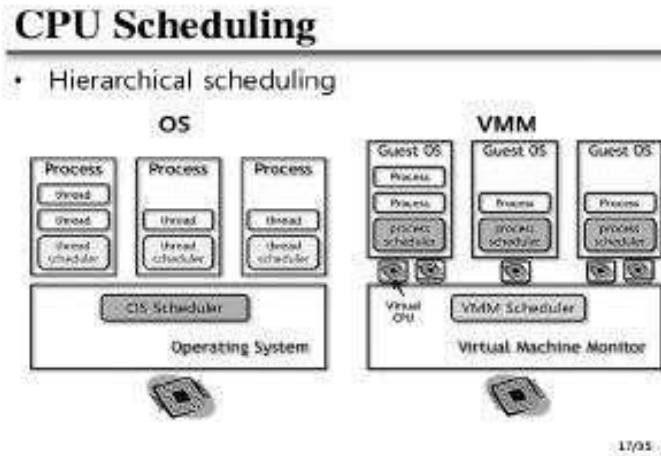 CPU Scheduling
• Hierarchical scheduling
OS
Process
thread
thread
thread
scheduler
Process
thread
thread
scheduler
Process
thread
thread
scheduler
OS Scheduler
Operating System
VMM
Guest OS
Process
Process
process
scheduler
Guest OS
Process
process
scheduler
Guest OS
Process
process
scheduler
Virtual
CPU
VMM Scheduler
Virtual Machine Monitor
17/35